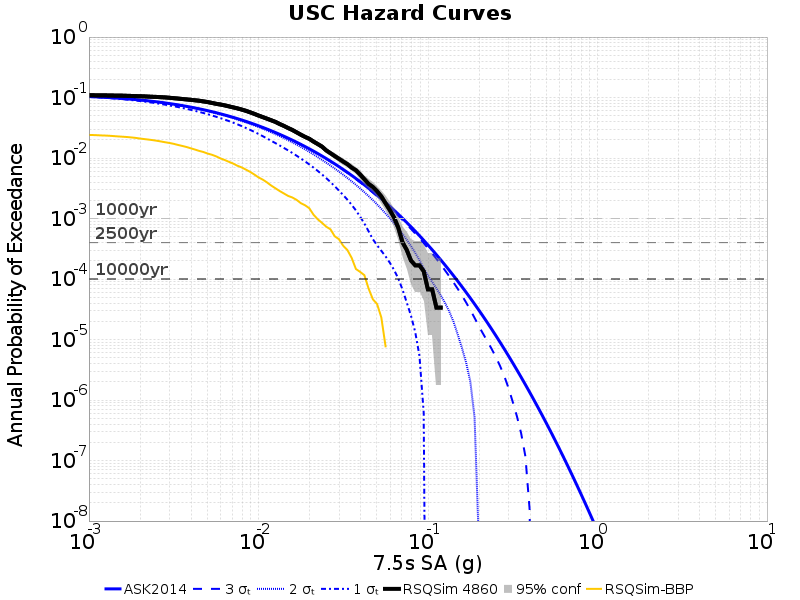 USC Hazard Curves
Annual Probability of Exceedance
10⁰
10⁻¹
10⁻²
10⁻³
10⁻⁴
10⁻⁵
10⁻⁶
10⁻⁷
10⁻⁸
1000yr
2500yr
10000yr
10⁻³ 10⁻² 10⁻¹ 10⁰ 10¹
7.5s SA (g)
ASK2014 3 σₜ 2 σₜ 1 σₜ RSQSim 4860 95% conf RSQSim-BBP